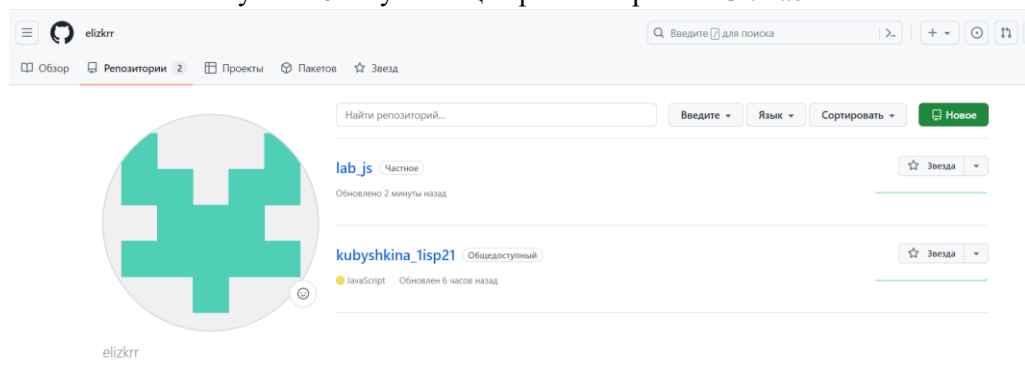 elizkrr
Введите / для поиска
Обзор Репозитории 2 Проекты Пакетов Звезд
Найти репозиторий... Введите Язык Сортировать Новое
lab_js Частное
Звезда
Обновлено 2 минуты назад
kubyshkina_1isp21 Общедоступный
Звезда
JavaScript Обновлен 6 часов назад
elizkrr